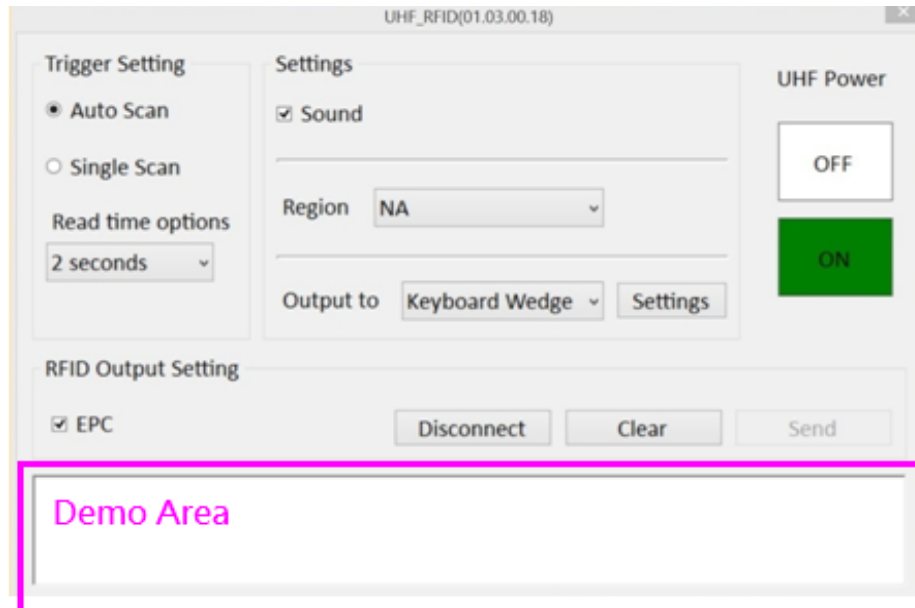 UHF_RFID(01.03.00.18)
Trigger Setting
Auto Scan
Single Scan
Read time options
2 seconds
Settings
Sound
Region NA
Output to Keyboard Wedge Settings
UHF Power
OFF
ON
RFID Output Setting
EPC Disconnect Clear Send
Demo Area